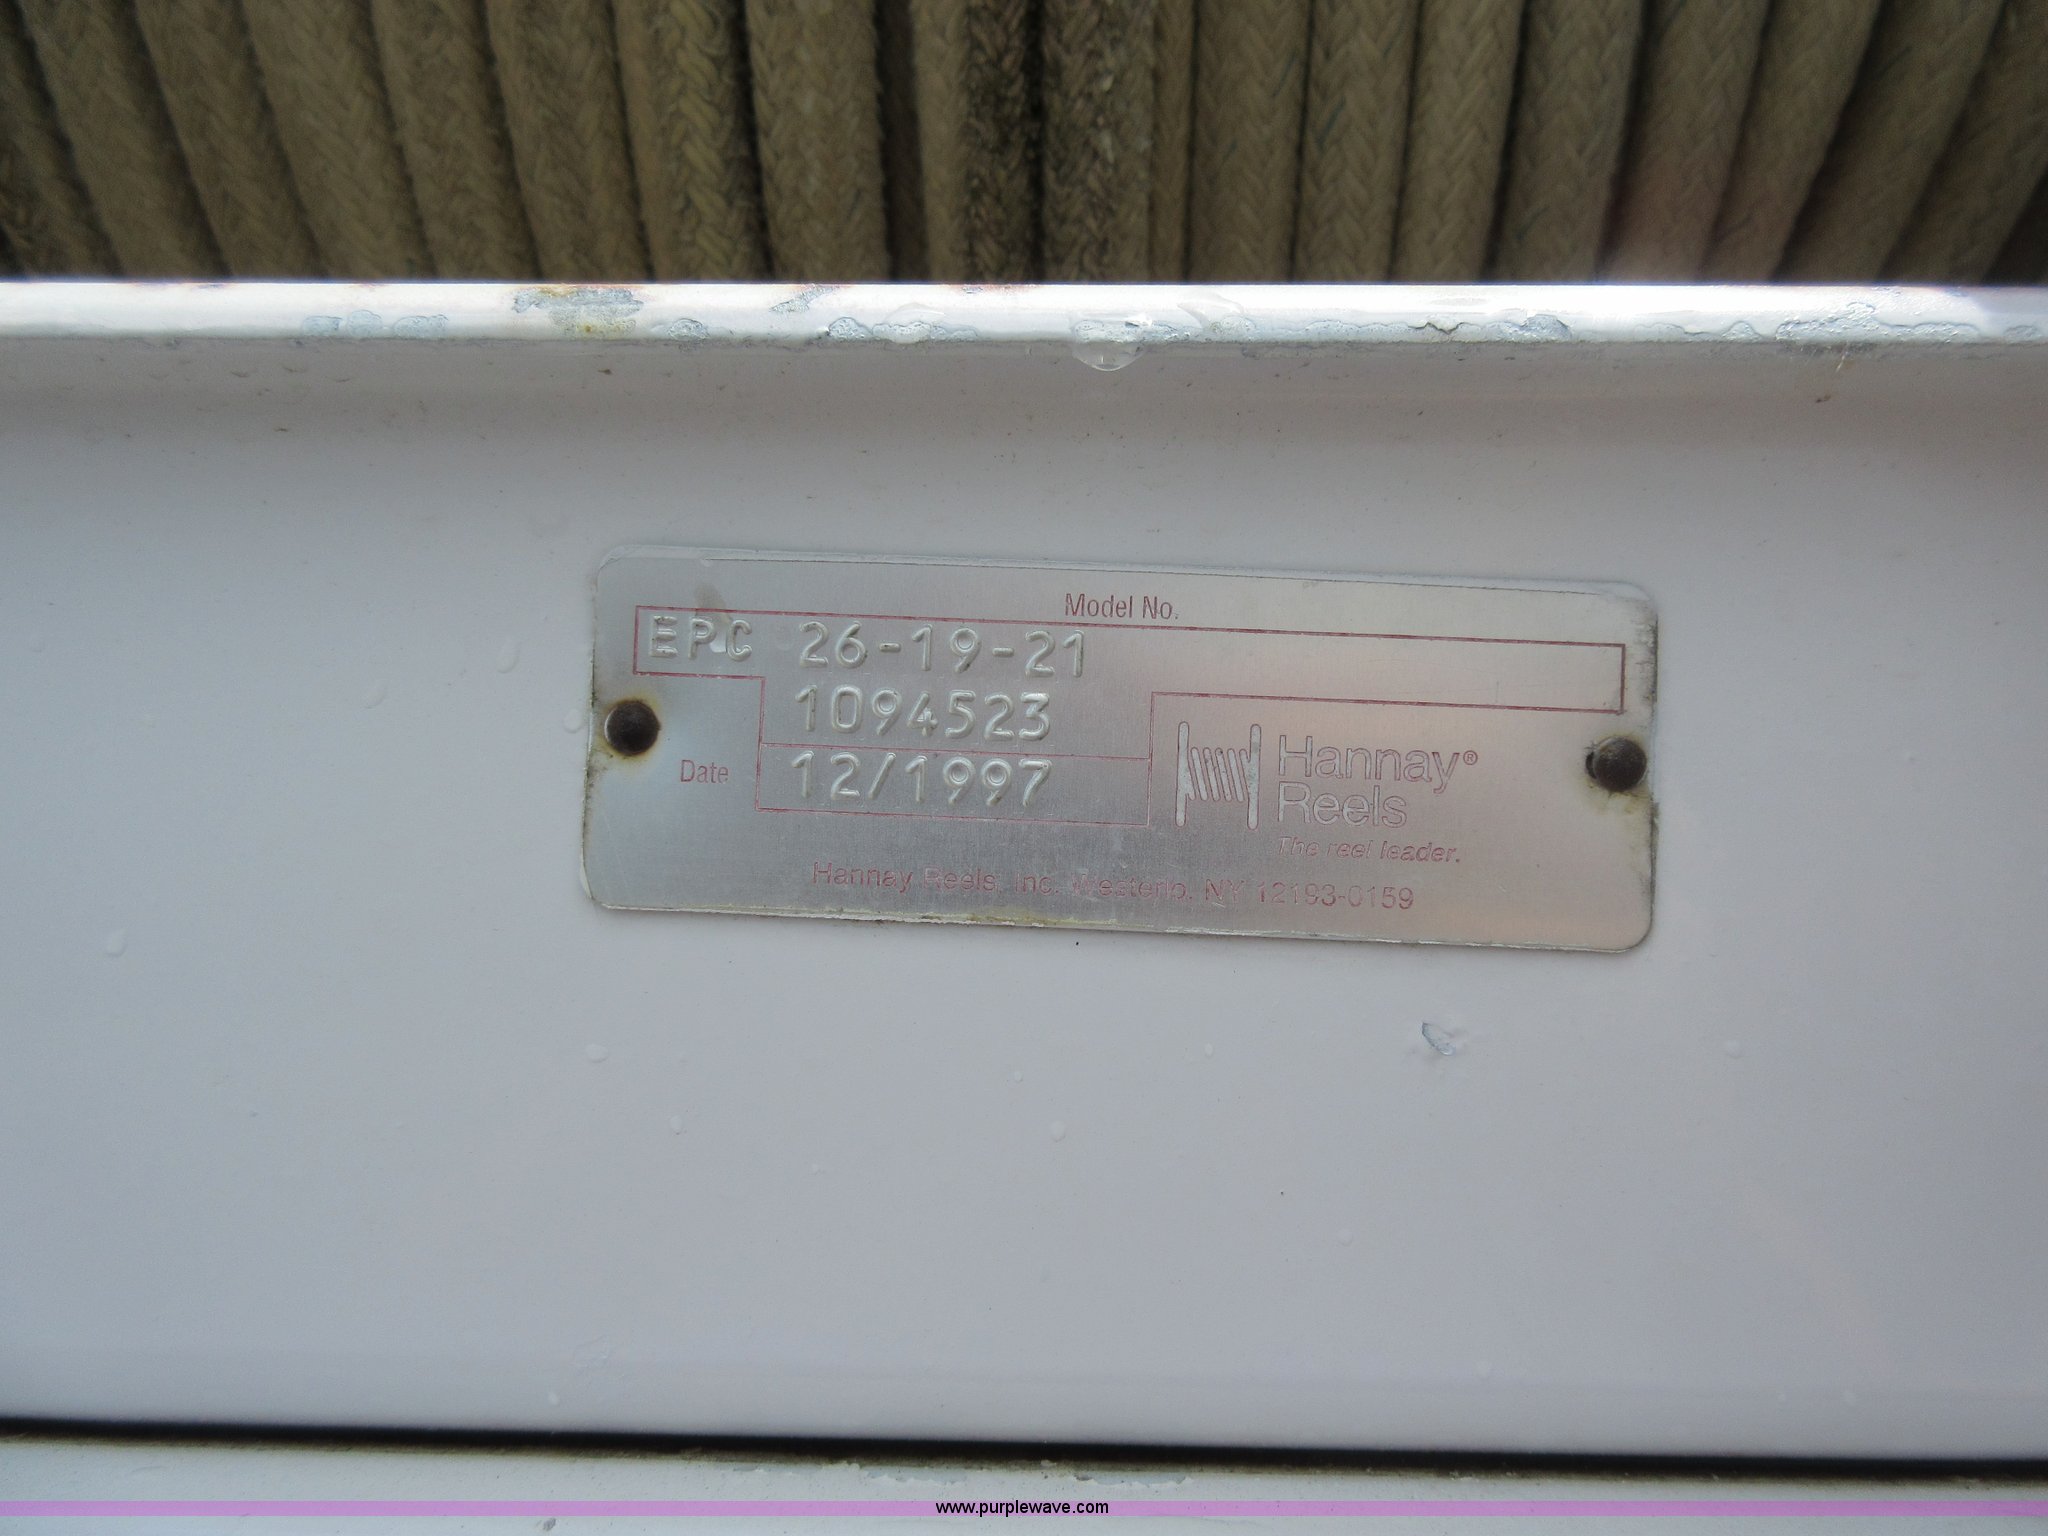 Model No.
EPC 26-19-21
1094523
Date 12/1997
Hannay®
Reels
The reel leader.
Hannay Reels, Inc. Westerlo, NY 12193-0159
www.purplewave.com